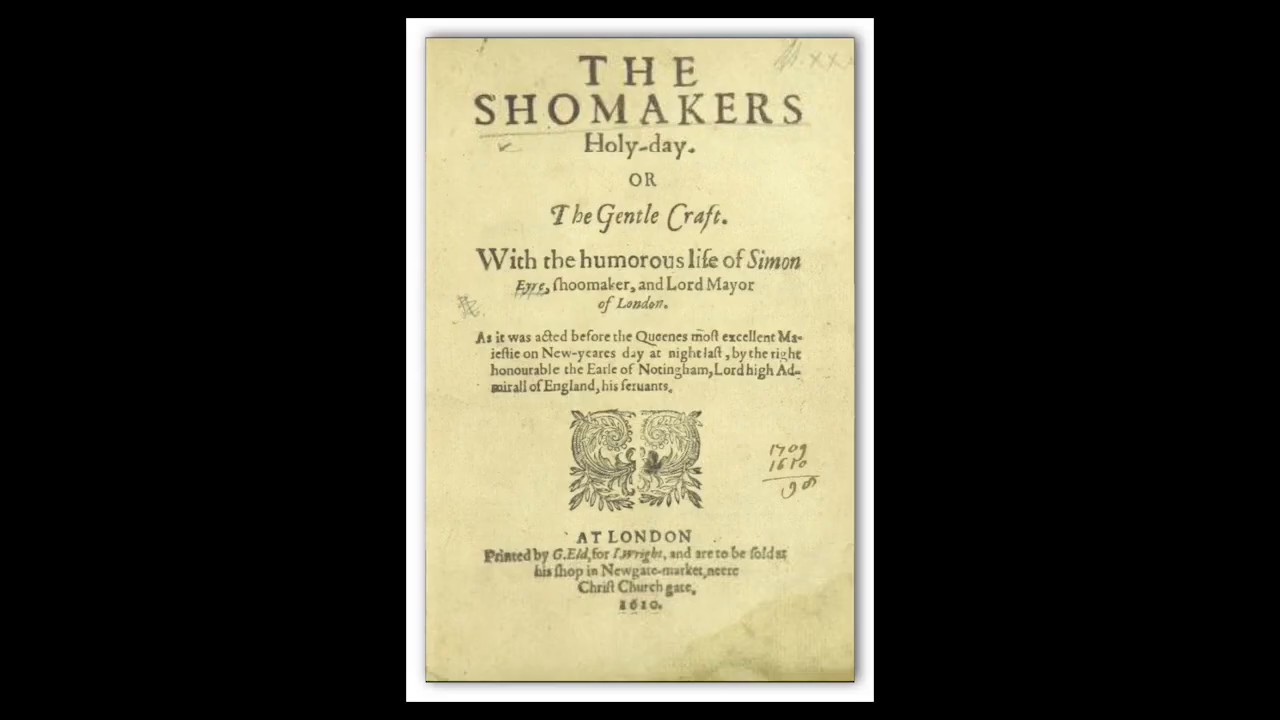 THE
SHOMAKERS
Holy-day.
OR
The Gentle Craft.
With the humorous life of Simon
Eyre, ſhoomaker, and Lord Mayor
of London.
As it was acted before the Queenes moſt excellent Ma-
ieſtie on New-yeares day at night laſt, by the right
honourable the Earle of Notingham, Lord high Ad-
mirall of England, his ſeruants.
1709
1610
AT LONDON
Printed by G. Eld, for I. Wright, and are to be ſold at
his ſhop in Newgate-market, neere
Chriſt Church gate.
1610.